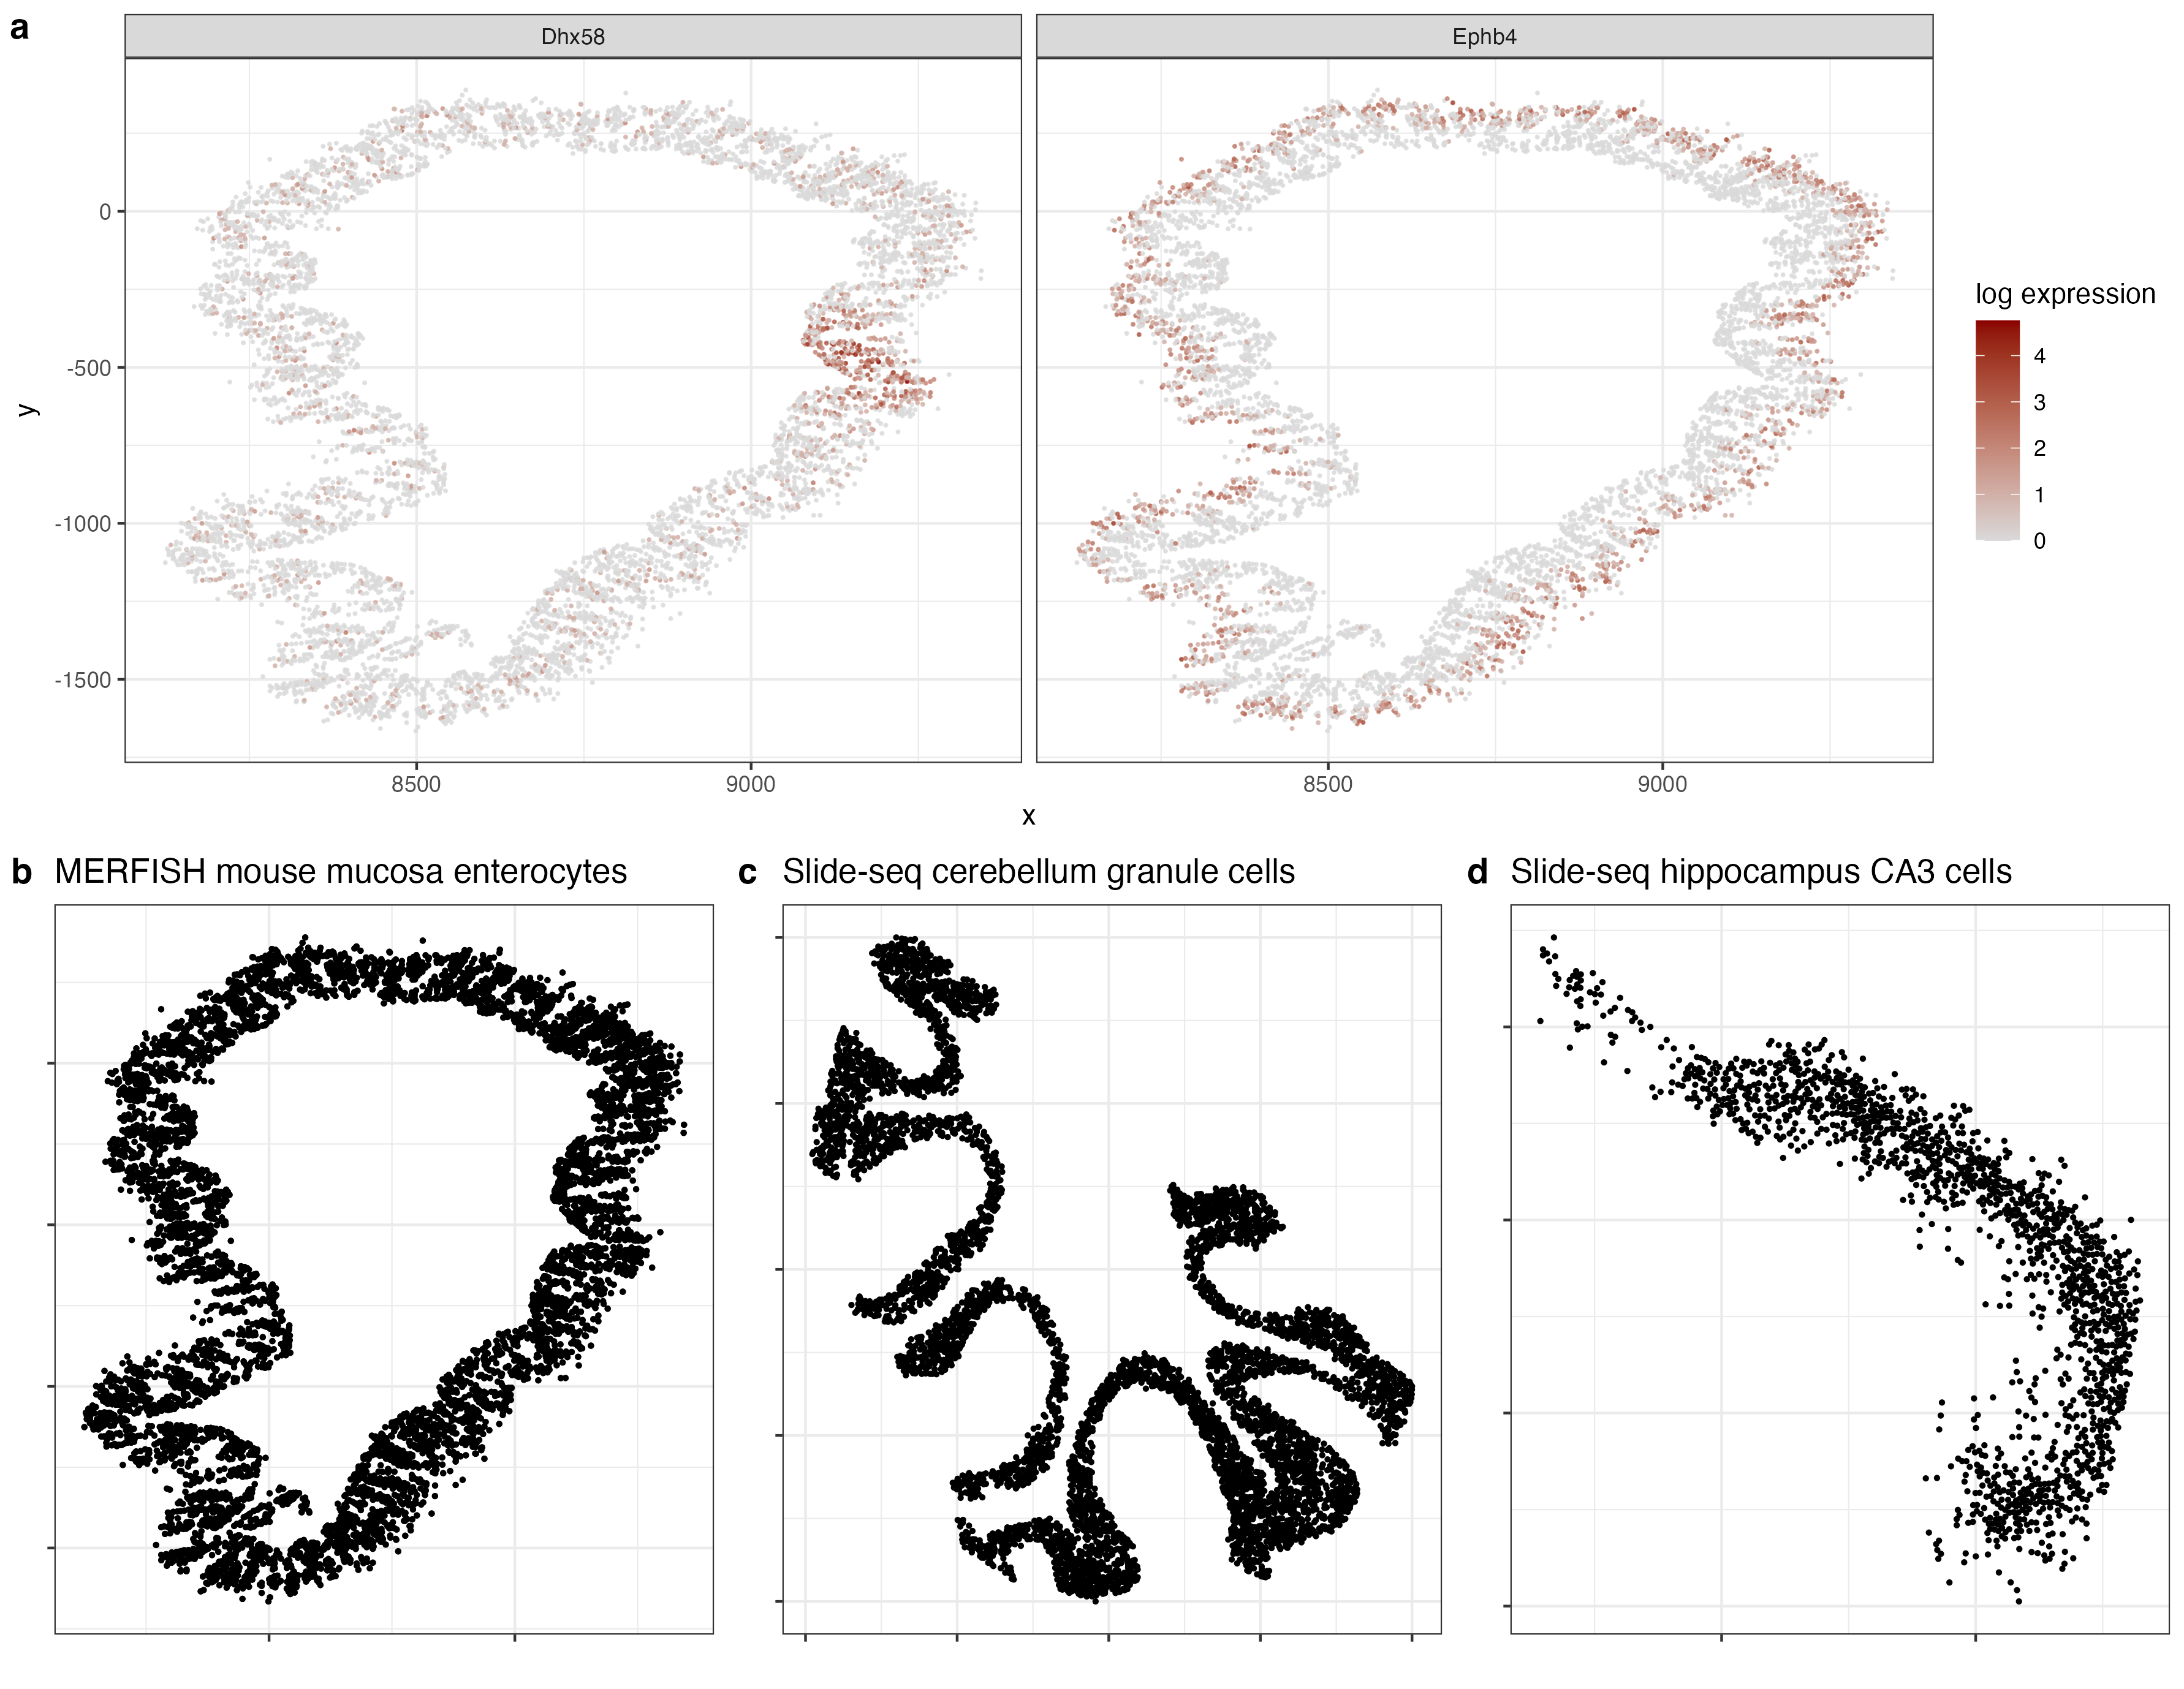 a
Dhx58
Ephb4
0
-500
-1000
-1500
y
8500
9000
8500
9000
x
log expression
4
3
2
1
0
b MERFISH mouse mucosa enterocytes
c Slide-seq cerebellum granule cells
d Slide-seq hippocampus CA3 cells